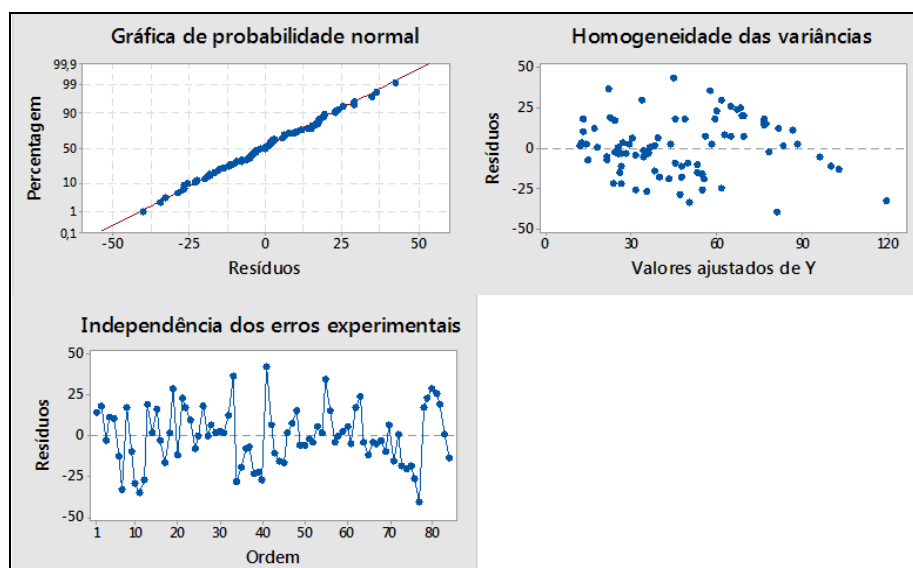 Gráfica de probabilidade normal
Percentagem
99,9
99
90
50
10
1
0,1
-50 -25 0 25 50
Resíduos
Homogeneidade das variâncias
Resíduos
50
25
0
-25
-50
0 30 60 90 120
Valores ajustados de Y
Independência dos erros experimentais
Resíduos
50
25
0
-25
-50
1 10 20 30 40 50 60 70 80
Ordem